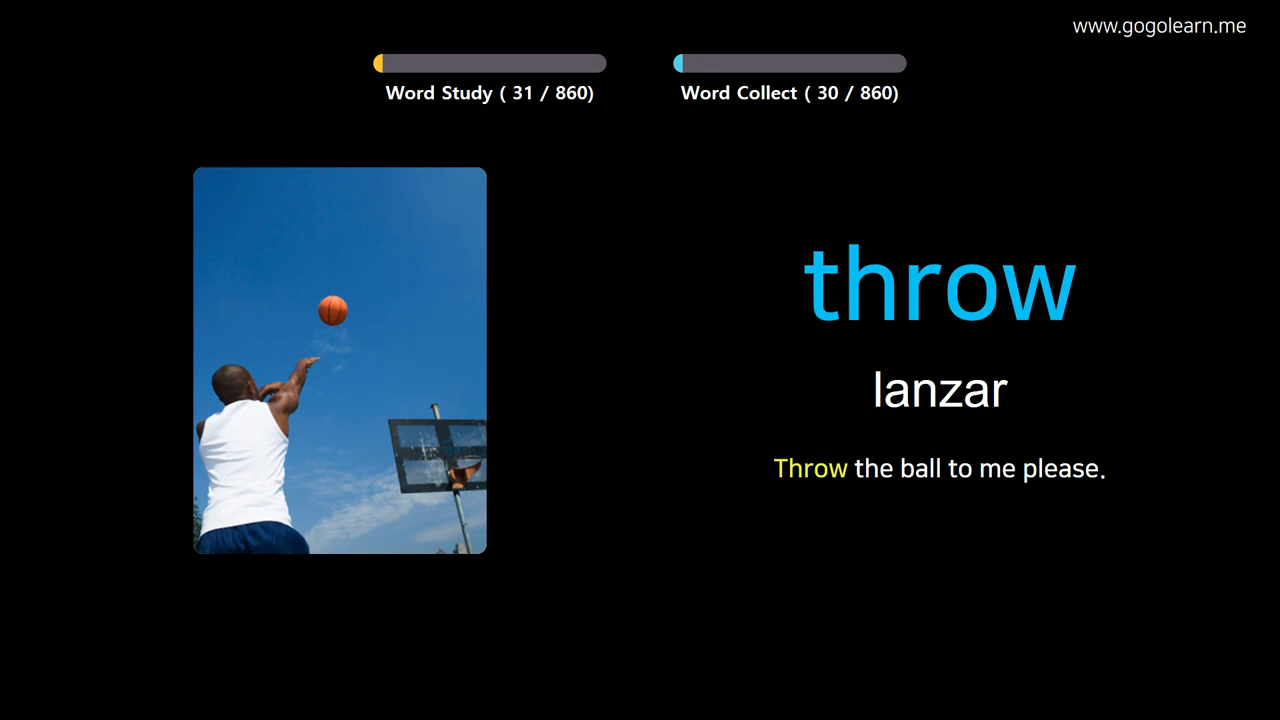 www.gogolearn.me
Word Study ( 31 / 860)
Word Collect ( 30 / 860)
throw
lanzar
Throw the ball to me please.